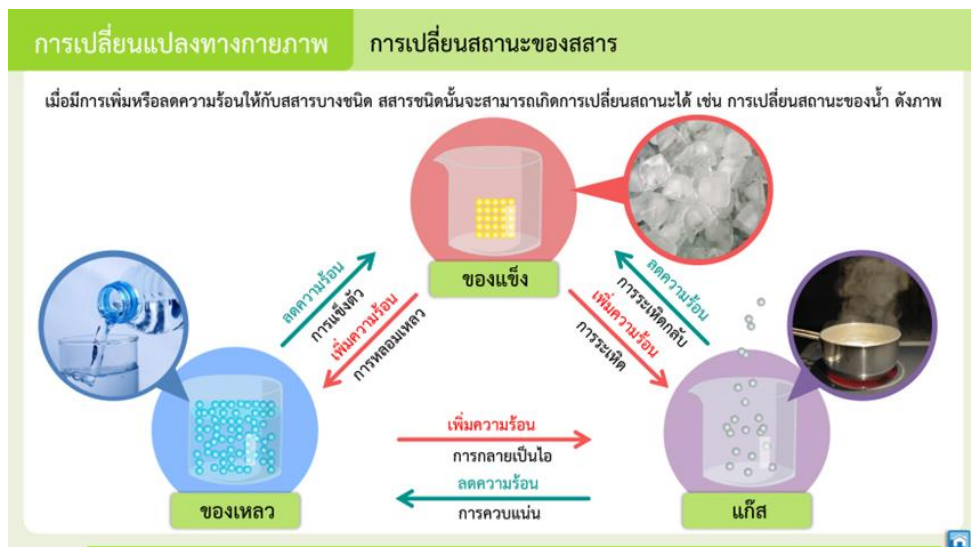 การเปลี่ยนแปลงทางกายภาพ
การเปลี่ยนสถานะของสสาร
เมื่อมีการเพิ่มหรือลดความร้อนให้กับสสารบางชนิด สสารชนิดนั้นจะสามารถเกิดการเปลี่ยนสถานะได้ เช่น การเปลี่ยนสถานะของน้ำ ดังภาพ
ของแข็ง
ลดความร้อน
การแข็งตัว
เพิ่มความร้อน
การหลอมเหลว
ลดความร้อน
การระเหิดกลับ
เพิ่มความร้อน
การระเหิด
เพิ่มความร้อน
การกลายเป็นไอ
ลดความร้อน
การควบแน่น
ของเหลว
แก๊ส